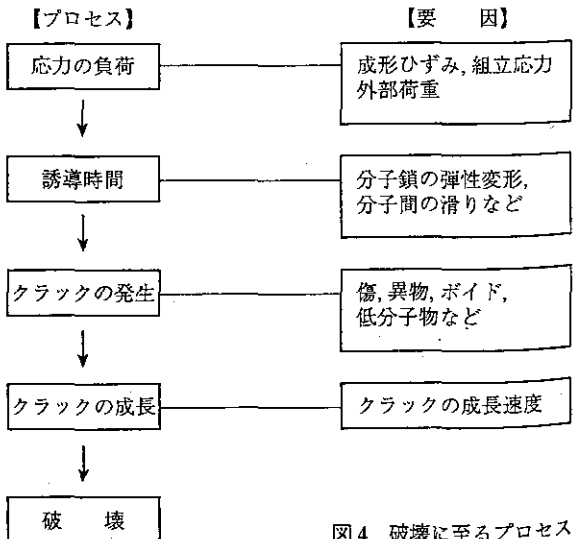 【プロセス】
【要　　因】
応力の負荷
成形ひずみ, 組立応力
外部荷重
誘導時間
分子鎖の弾性変形,
分子間の滑りなど
クラックの発生
傷, 異物, ボイド,
低分子物など
クラックの成長
クラックの成長速度
破　　壊
図4　破壊に至るプロセス